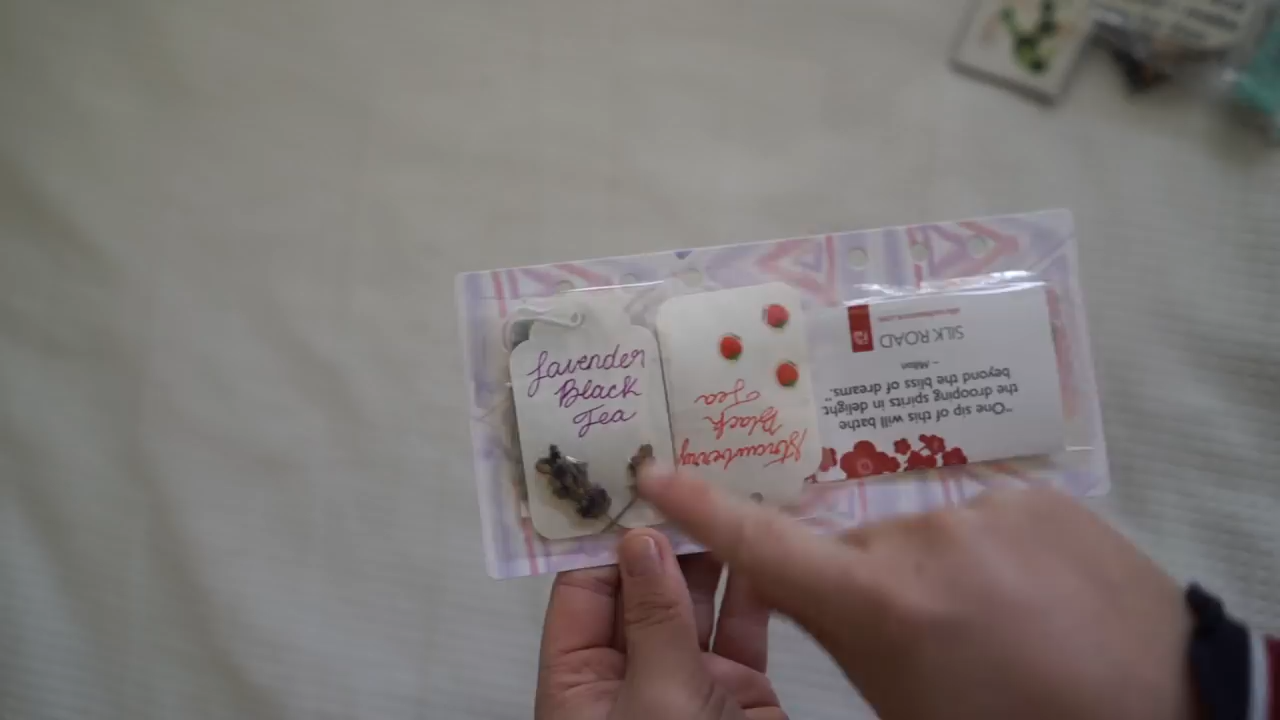 Lavender
Black
Tea
Strawberry
Black
Tea
"One sip of this will bathe
the drooping spirits in delight
beyond the bliss of dreams."
~ Milton
SILK ROAD